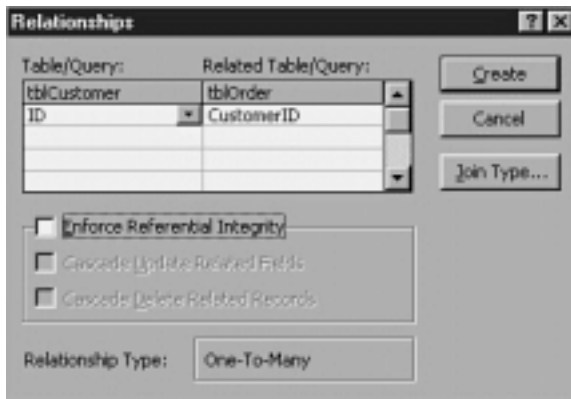 Relationships
Table/Query: Related Table/Query:
tblCustomer tblOrder
ID CustomerID
Create
Cancel
Join Type...
Enforce Referential Integrity
Cascade Update Related Fields
Cascade Delete Related Records
Relationship Type: One-To-Many